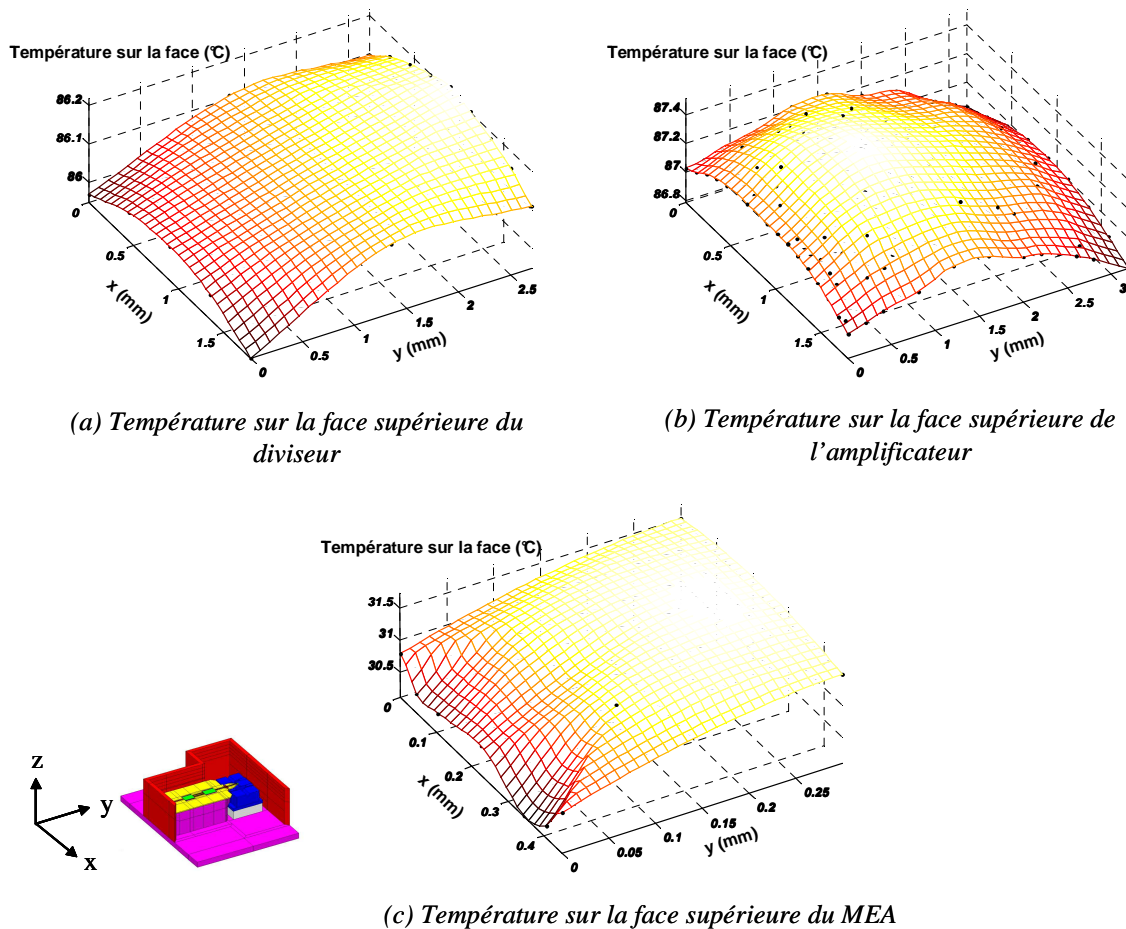 Température sur la face (°C)
86.2
86.1
86
0
0.5
1
1.5
x (mm)
0
0.5
1
1.5
2
2.5
y (mm)
(a) Température sur la face supérieure du
diviseur
Température sur la face (°C)
87.4
87.2
87
86.8
0
0.5
1
1.5
x (mm)
0
0.5
1
1.5
2
2.5
3
y (mm)
(b) Température sur la face supérieure de
l’amplificateur
Température sur la face (°C)
31.5
31
30.5
0
0.1
0.2
0.3
0.4
x (mm)
0
0.05
0.1
0.15
0.2
0.25
y (mm)
z
y
x
(c) Température sur la face supérieure du MEA